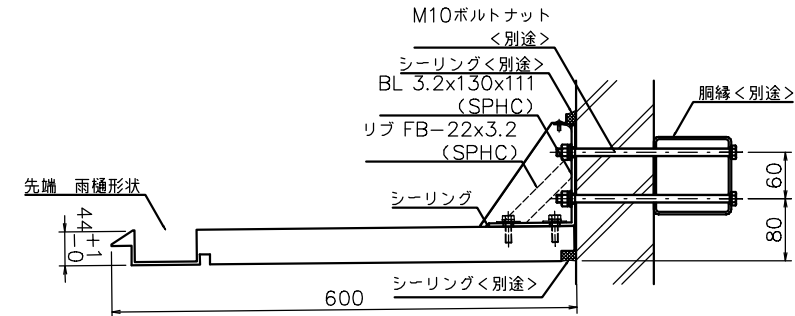 M10ボルトナット
<別途>
シーリング<別途>
BL 3.2x130x111
(SPHC)
リブ FB-22x3.2
(SPHC)
胴縁<別途>
先端 雨樋形状
シーリング
60
80
44 +1
-0
シーリング<別途>
600